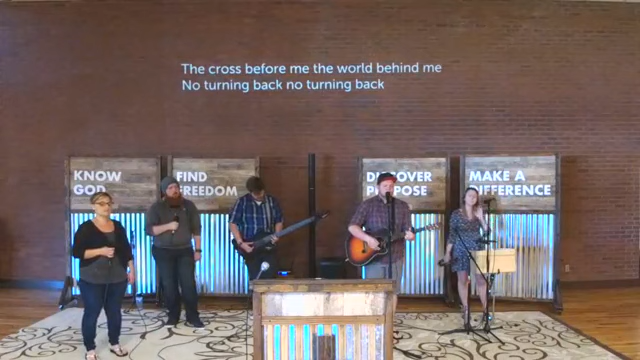 The cross before me the world behind me
No turning back no turning back
KNOW
GOD
FIND
FREEDOM
DISCOVER
PURPOSE
MAKE A
DIFFERENCE